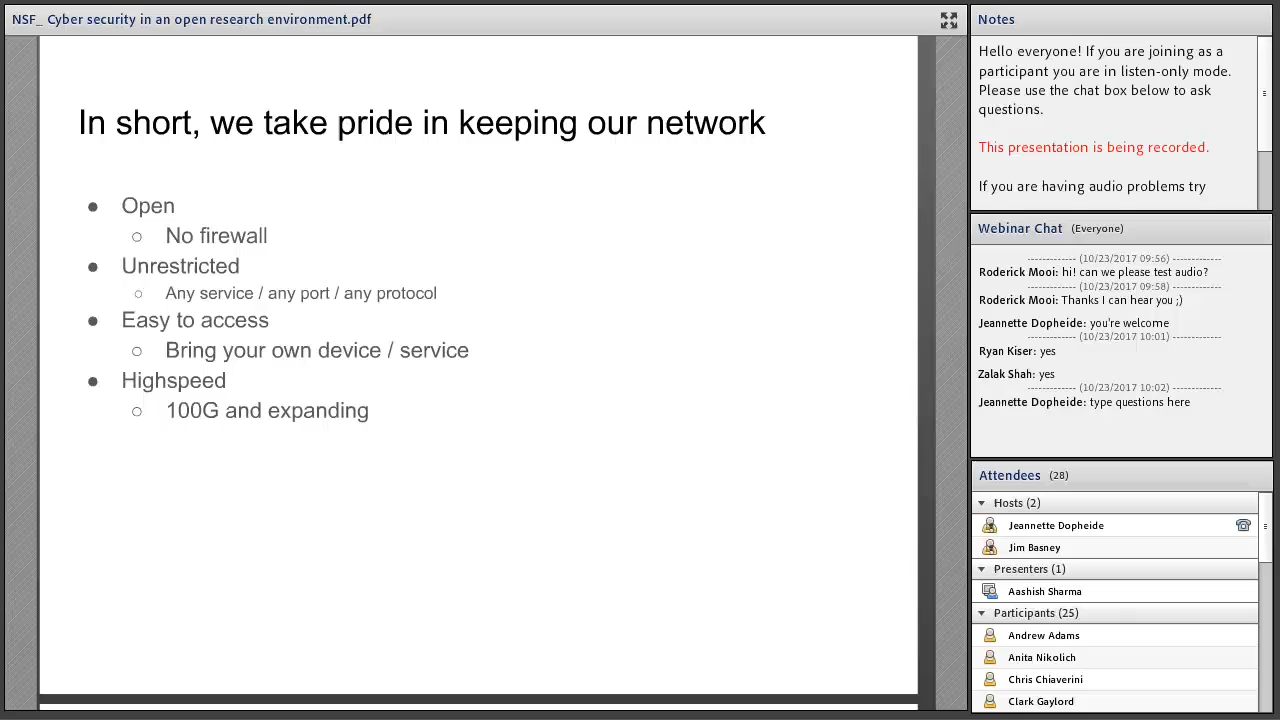 NSF_ Cyber security in an open research environment.pdf
In short, we take pride in keeping our network
● Open
○ No firewall
● Unrestricted
○ Any service / any port / any protocol
● Easy to access
○ Bring your own device / service
● Highspeed
○ 100G and expanding
Notes
Hello everyone! If you are joining as a
participant you are in listen-only mode.
Please use the chat box below to ask
questions.
This presentation is being recorded.
If you are having audio problems try
Webinar Chat (Everyone)
------------ (10/23/2017 09:56) ------------
Roderick Mooi: hi! can we please test audio?
------------ (10/23/2017 09:58) ------------
Roderick Mooi: Thanks I can hear you ;)
Jeannette Dopheide: you're welcome
------------ (10/23/2017 10:01) ------------
Ryan Kiser: yes
Zalak Shah: yes
------------ (10/23/2017 10:02) ------------
Jeannette Dopheide: type questions here
Attendees (28)
Hosts (2)
Jeannette Dopheide
Jim Basney
Presenters (1)
Aashish Sharma
Participants (25)
Andrew Adams
Anita Nikolich
Chris Chiaverini
Clark Gaylord